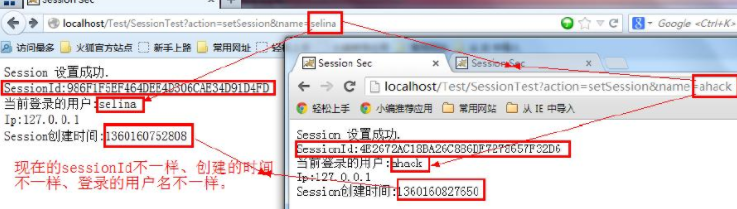 Session Sec
localhost/Test/SessionTest?action=setSession&name=selina
Google <Ctrl+K>
访问最多 火狐官方站点 新手上路 常用网址
Session 设置成功.
当前登录的用户:selina
Ip:127.0.0.1
Session创建时间:1360160752808
现在的sessionId不一样、创建的时间
不一样、登录的用户名不一样。
Session Sec Session Sec
localhost/Test/SessionTest?action=setSession&name=ahack
轻松上手 小编推荐应用 常用网站 从 IE 中导入
Session 设置成功.
当前登录的用户:ahack
Ip:127.0.0.1
Session创建时间:1360160827650